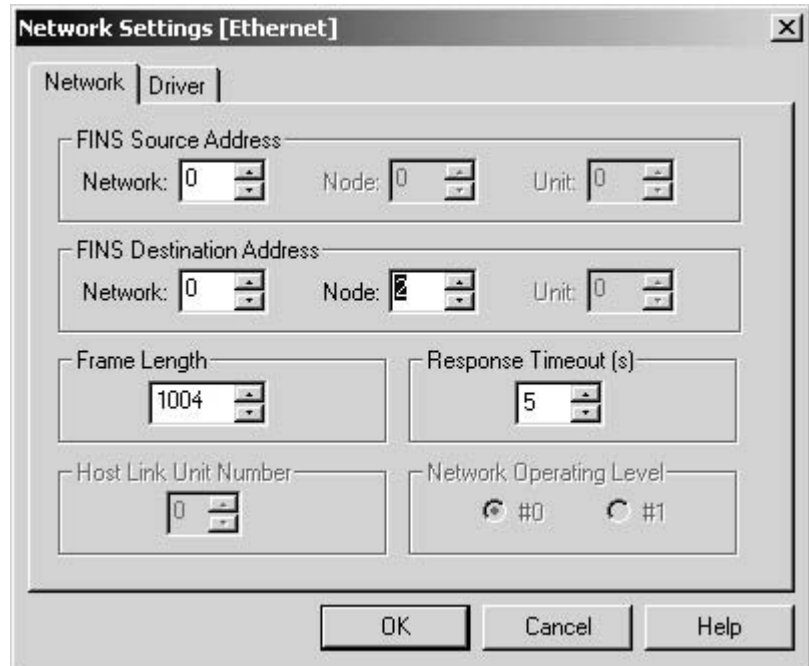 Network Settings [Ethernet]
Network Driver
FINS Source Address
Network: 0 Node: 0 Unit: 0
FINS Destination Address
Network: 0 Node: 2 Unit: 0
Frame Length Response Timeout (s)
1004 5
Host Link Unit Number Network Operating Level
0 #0 #1
OK Cancel Help